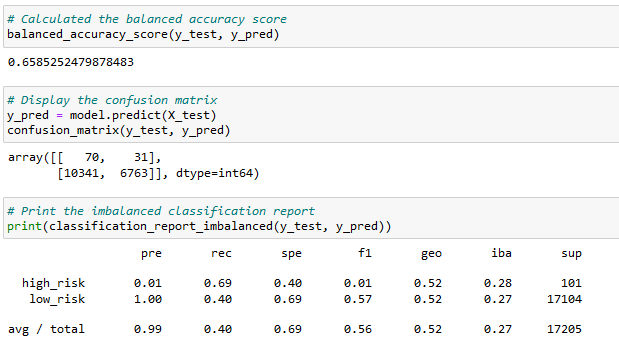 # Calculated the balanced accuracy score
balanced_accuracy_score(y_test, y_pred)
0.6585252479878483
# Display the confusion matrix
y_pred = model.predict(X_test)
confusion_matrix(y_test, y_pred)
array([[   70,    31],
       [10341,  6763]], dtype=int64)
# Print the imbalanced classification report
print(classification_report_imbalanced(y_test, y_pred))
pre rec spe f1 geo iba sup
high_risk 0.01 0.69 0.40 0.01 0.52 0.28 101
low_risk 1.00 0.40 0.69 0.57 0.52 0.27 17104
avg / total 0.99 0.40 0.69 0.56 0.52 0.27 17205